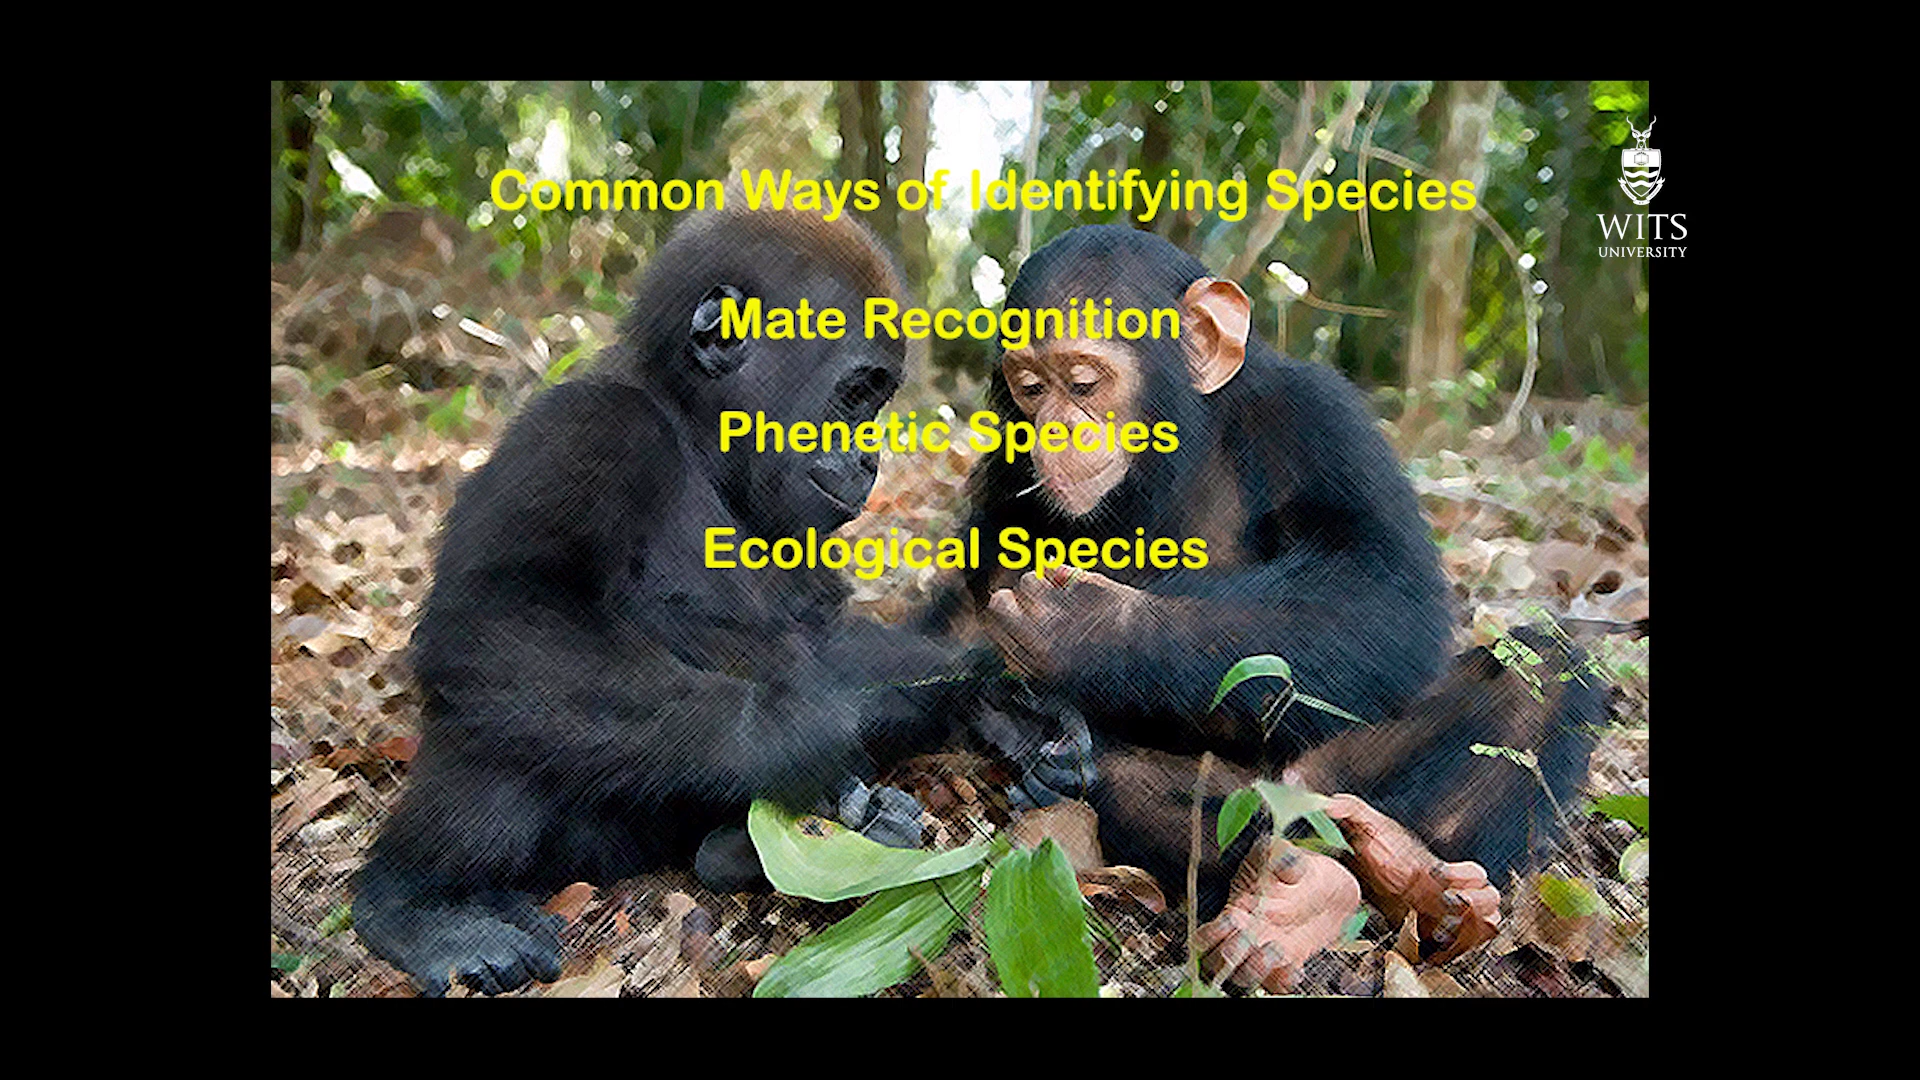 Common Ways of Identifying Species
WITS
UNIVERSITY
Mate Recognition
Phenetic Species
Ecological Species